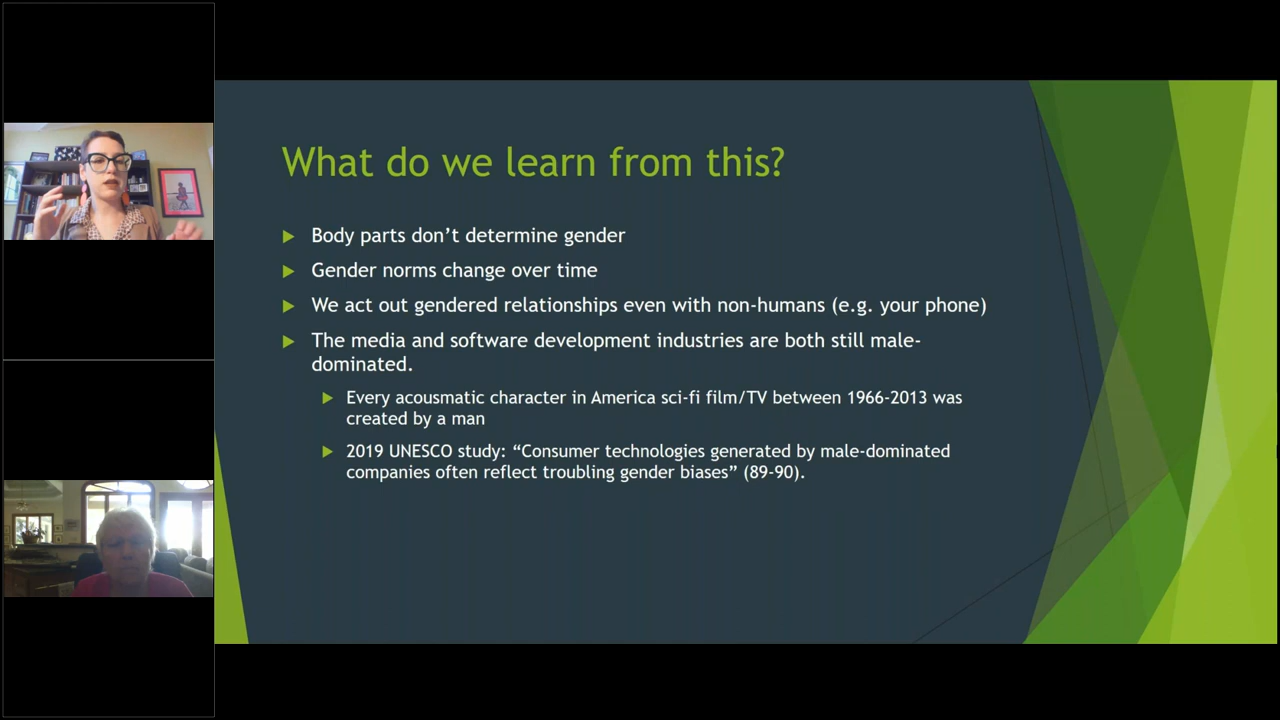 What do we learn from this?
Body parts don’t determine gender
Gender norms change over time
We act out gendered relationships even with non-humans (e.g. your phone)
The media and software development industries are both still male-
dominated.
Every acousmatic character in America sci-fi film/TV between 1966-2013 was
created by a man
2019 UNESCO study: “Consumer technologies generated by male-dominated
companies often reflect troubling gender biases” (89-90).